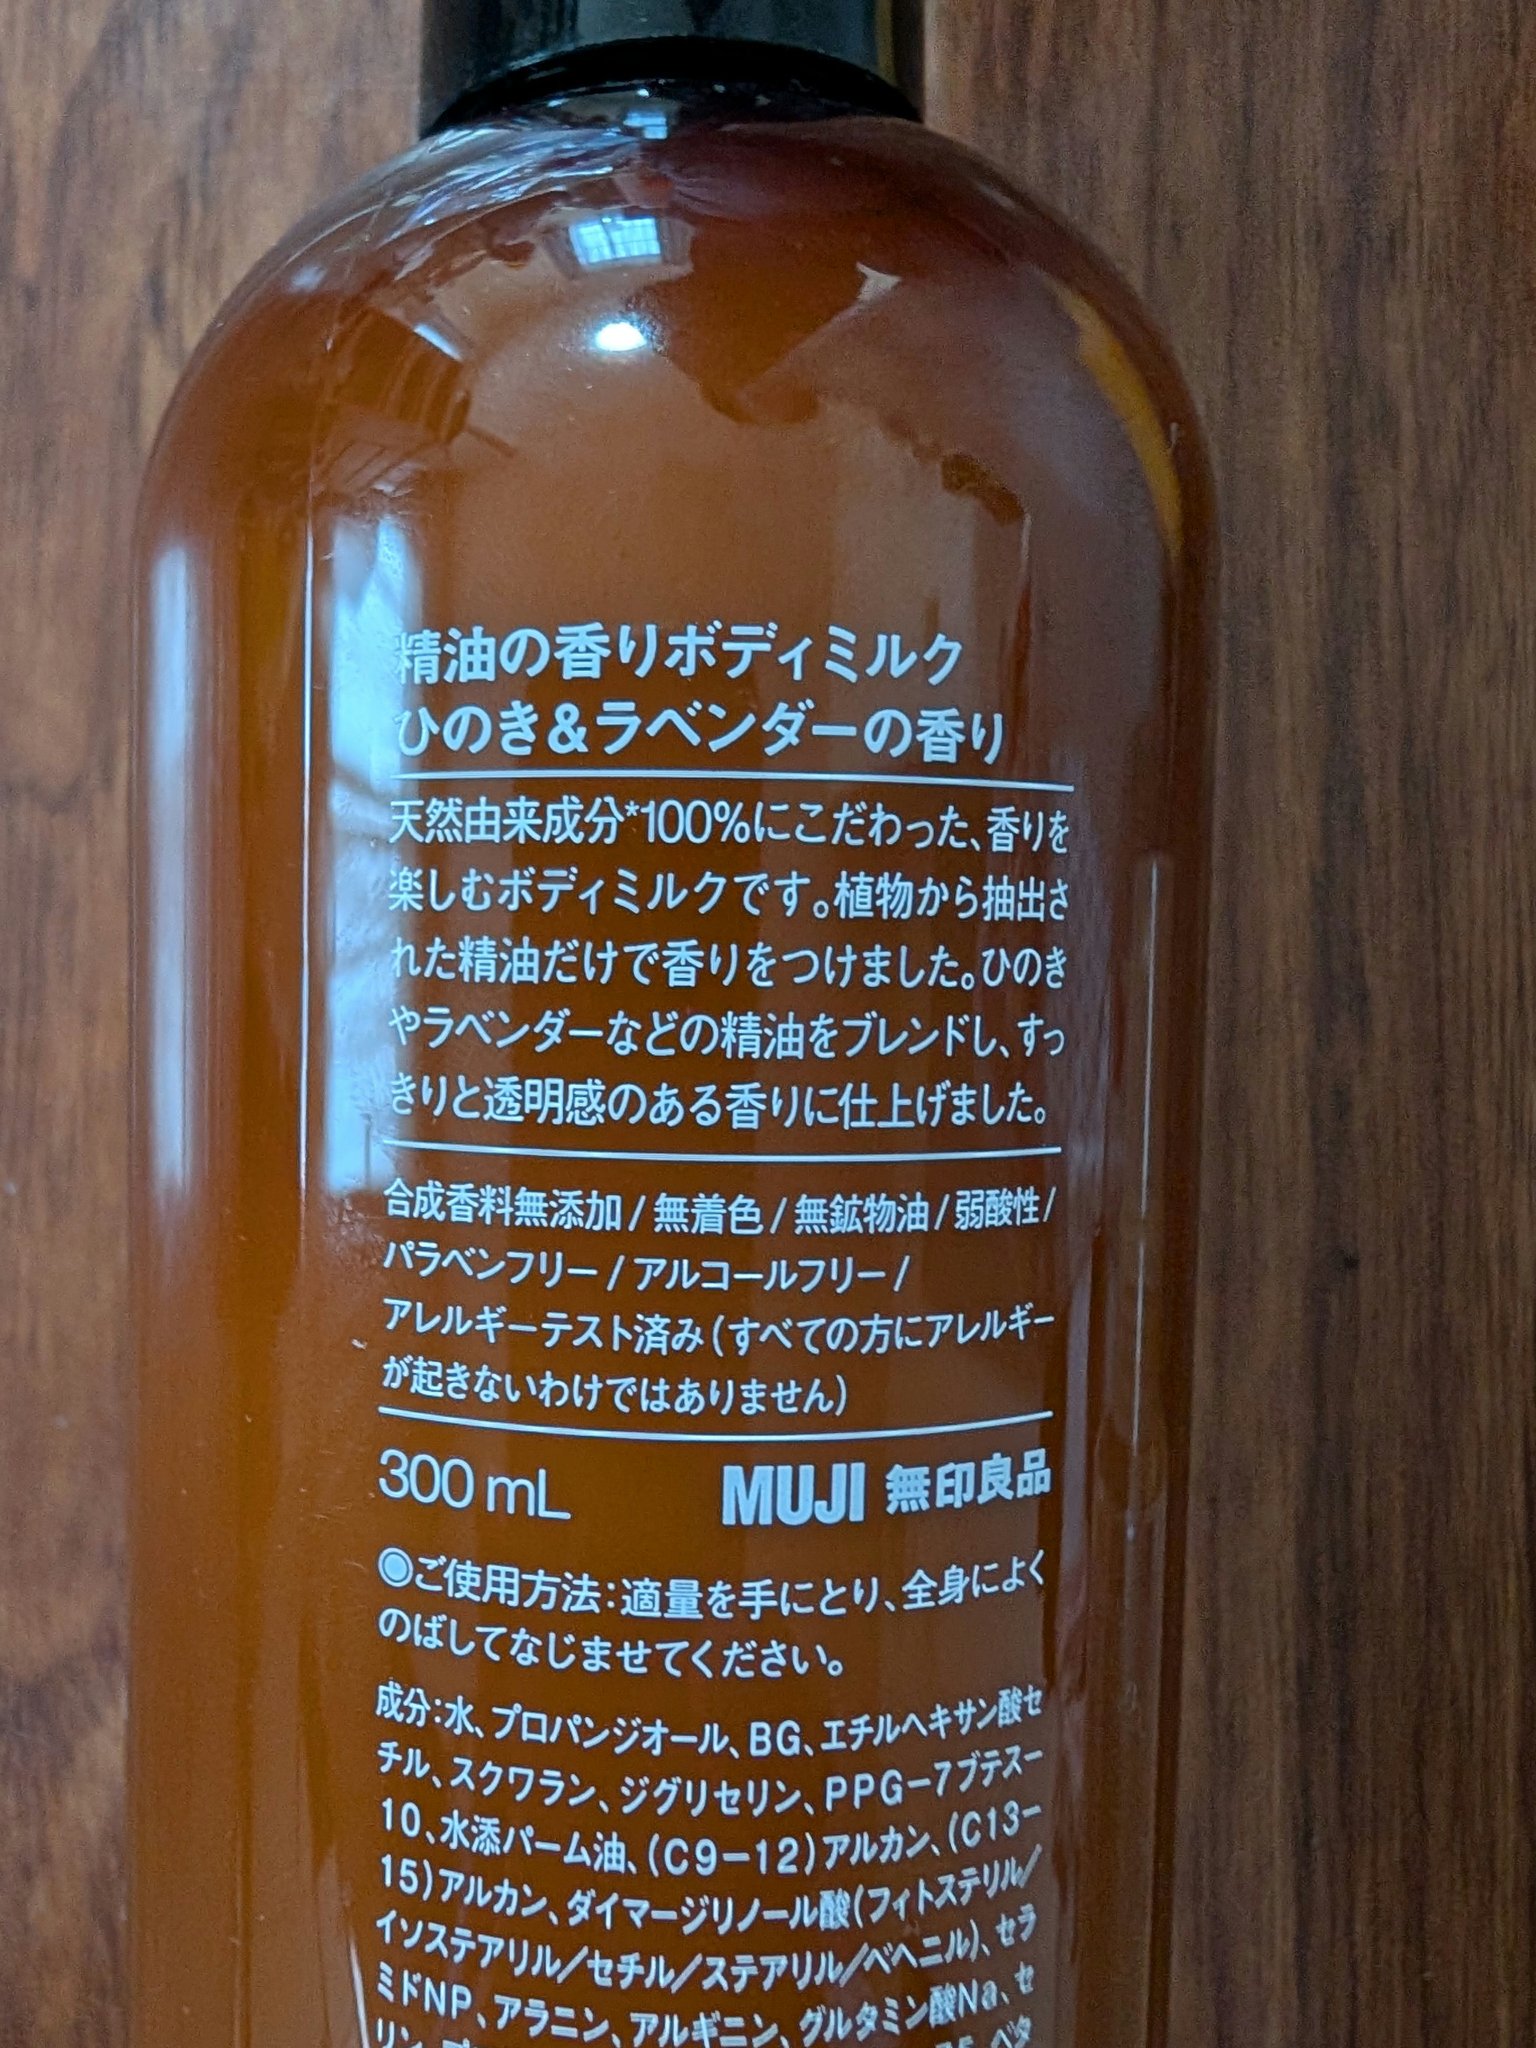 精油の香りボディミルク
ひのき&ラベンダーの香り
天然由来成分*100%にこだわった、香りを
楽しむボディミルクです。植物から抽出さ
れた精油だけで香りをつけました。ひのき
やラベンダーなどの精油をブレンドし、すっ
きりと透明感のある香りに仕上げました。
合成香料無添加/無着色/無鉱物油/弱酸性/
パラベンフリー/アルコールフリー/
アレルギーテスト済み(すべての方にアレルギー
が起きないわけではありません)
300 mL MUJI 無印良品
◉ご使用方法:適量を手にとり、全身によく
のばしてなじませてください。
成分:水、プロパンジオール、BG、エチルヘキサン酸セ
チル、スクワラン、ジグリセリン、PPG-7ブテス-
10、水添パーム油、(C9-12)アルカン、(C13-
15)アルカン、ダイマージリノール酸(フィトステリル/
イソステアリル/セチル/ステアリル/ベヘニル)、セラ
ミドNP、アラニン、アルギニン、グルタミン酸Na、セ
リン、